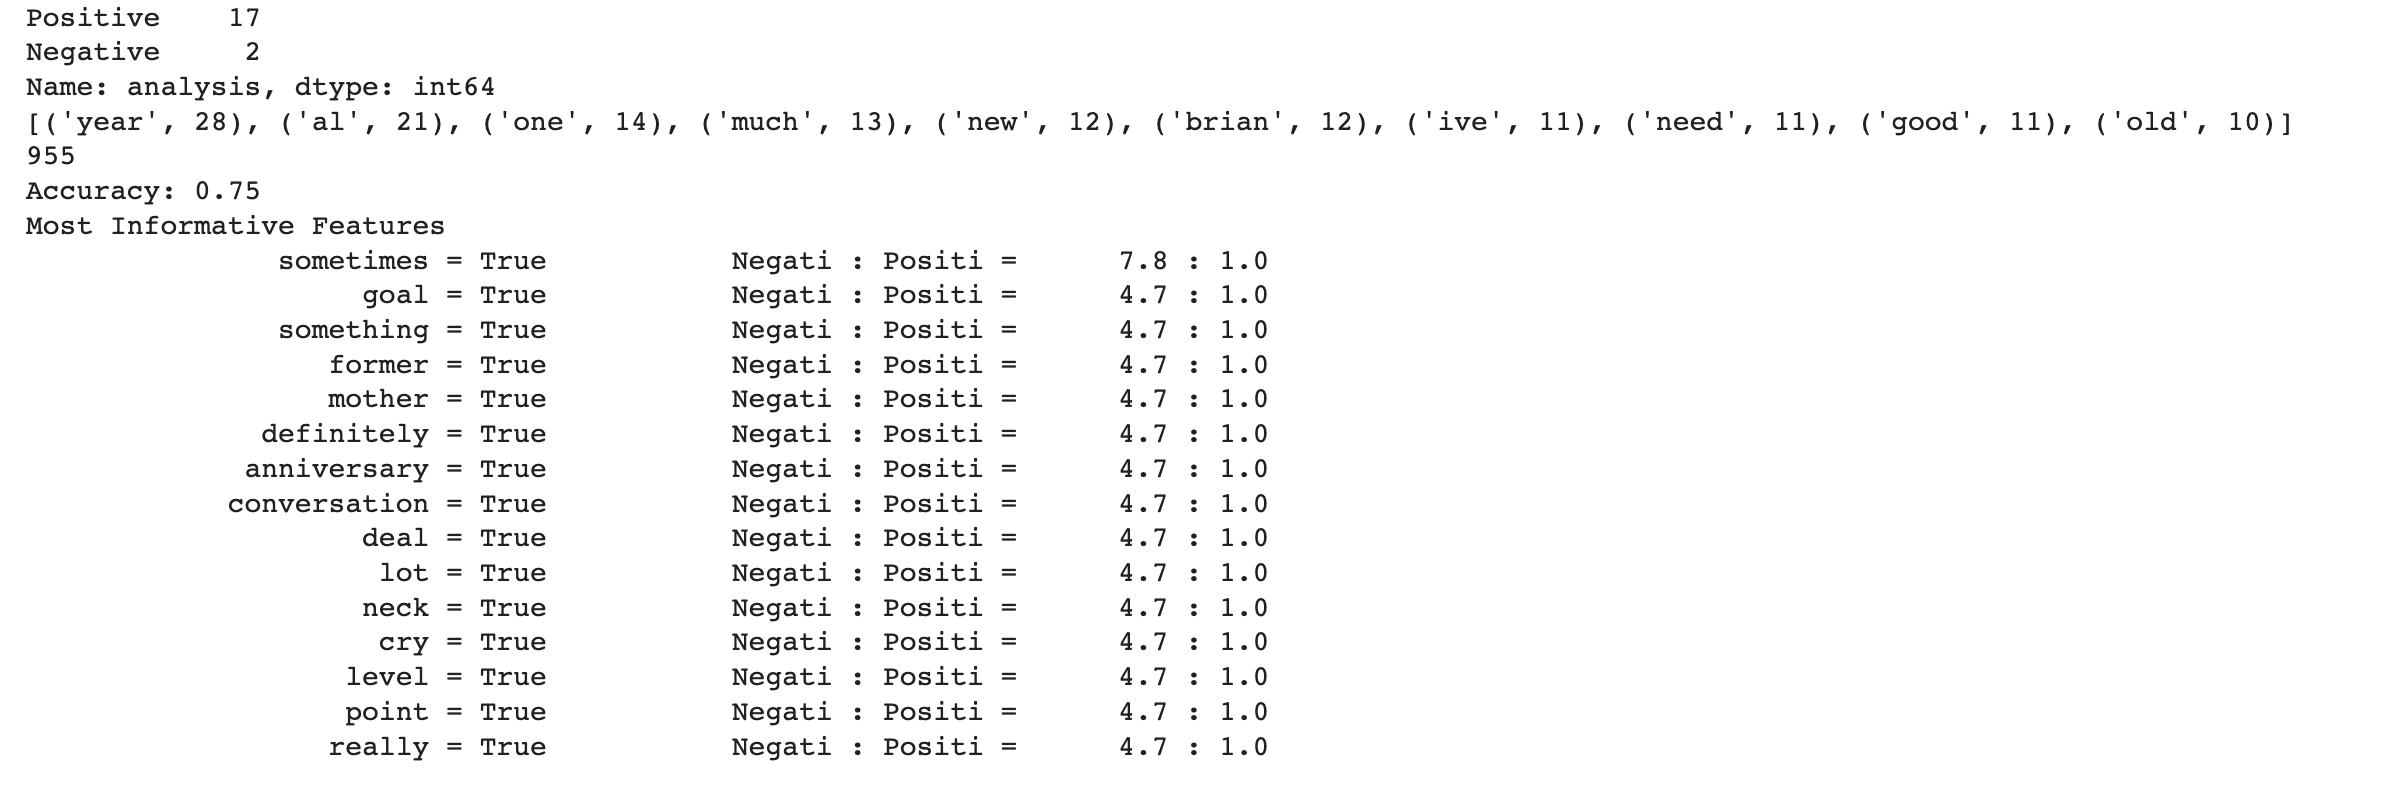 Positive    17
Negative     2
Name: analysis, dtype: int64
[('year', 28), ('al', 21), ('one', 14), ('much', 13), ('new', 12), ('brian', 12), ('ive', 11), ('need', 11), ('good', 11), ('old', 10)]
955
Accuracy: 0.75
Most Informative Features
sometimes = True           Negati : Positi =      7.8 : 1.0
goal = True           Negati : Positi =      4.7 : 1.0
something = True           Negati : Positi =      4.7 : 1.0
former = True           Negati : Positi =      4.7 : 1.0
mother = True           Negati : Positi =      4.7 : 1.0
definitely = True           Negati : Positi =      4.7 : 1.0
anniversary = True           Negati : Positi =      4.7 : 1.0
conversation = True           Negati : Positi =      4.7 : 1.0
deal = True           Negati : Positi =      4.7 : 1.0
lot = True           Negati : Positi =      4.7 : 1.0
neck = True           Negati : Positi =      4.7 : 1.0
cry = True           Negati : Positi =      4.7 : 1.0
level = True           Negati : Positi =      4.7 : 1.0
point = True           Negati : Positi =      4.7 : 1.0
really = True           Negati : Positi =      4.7 : 1.0